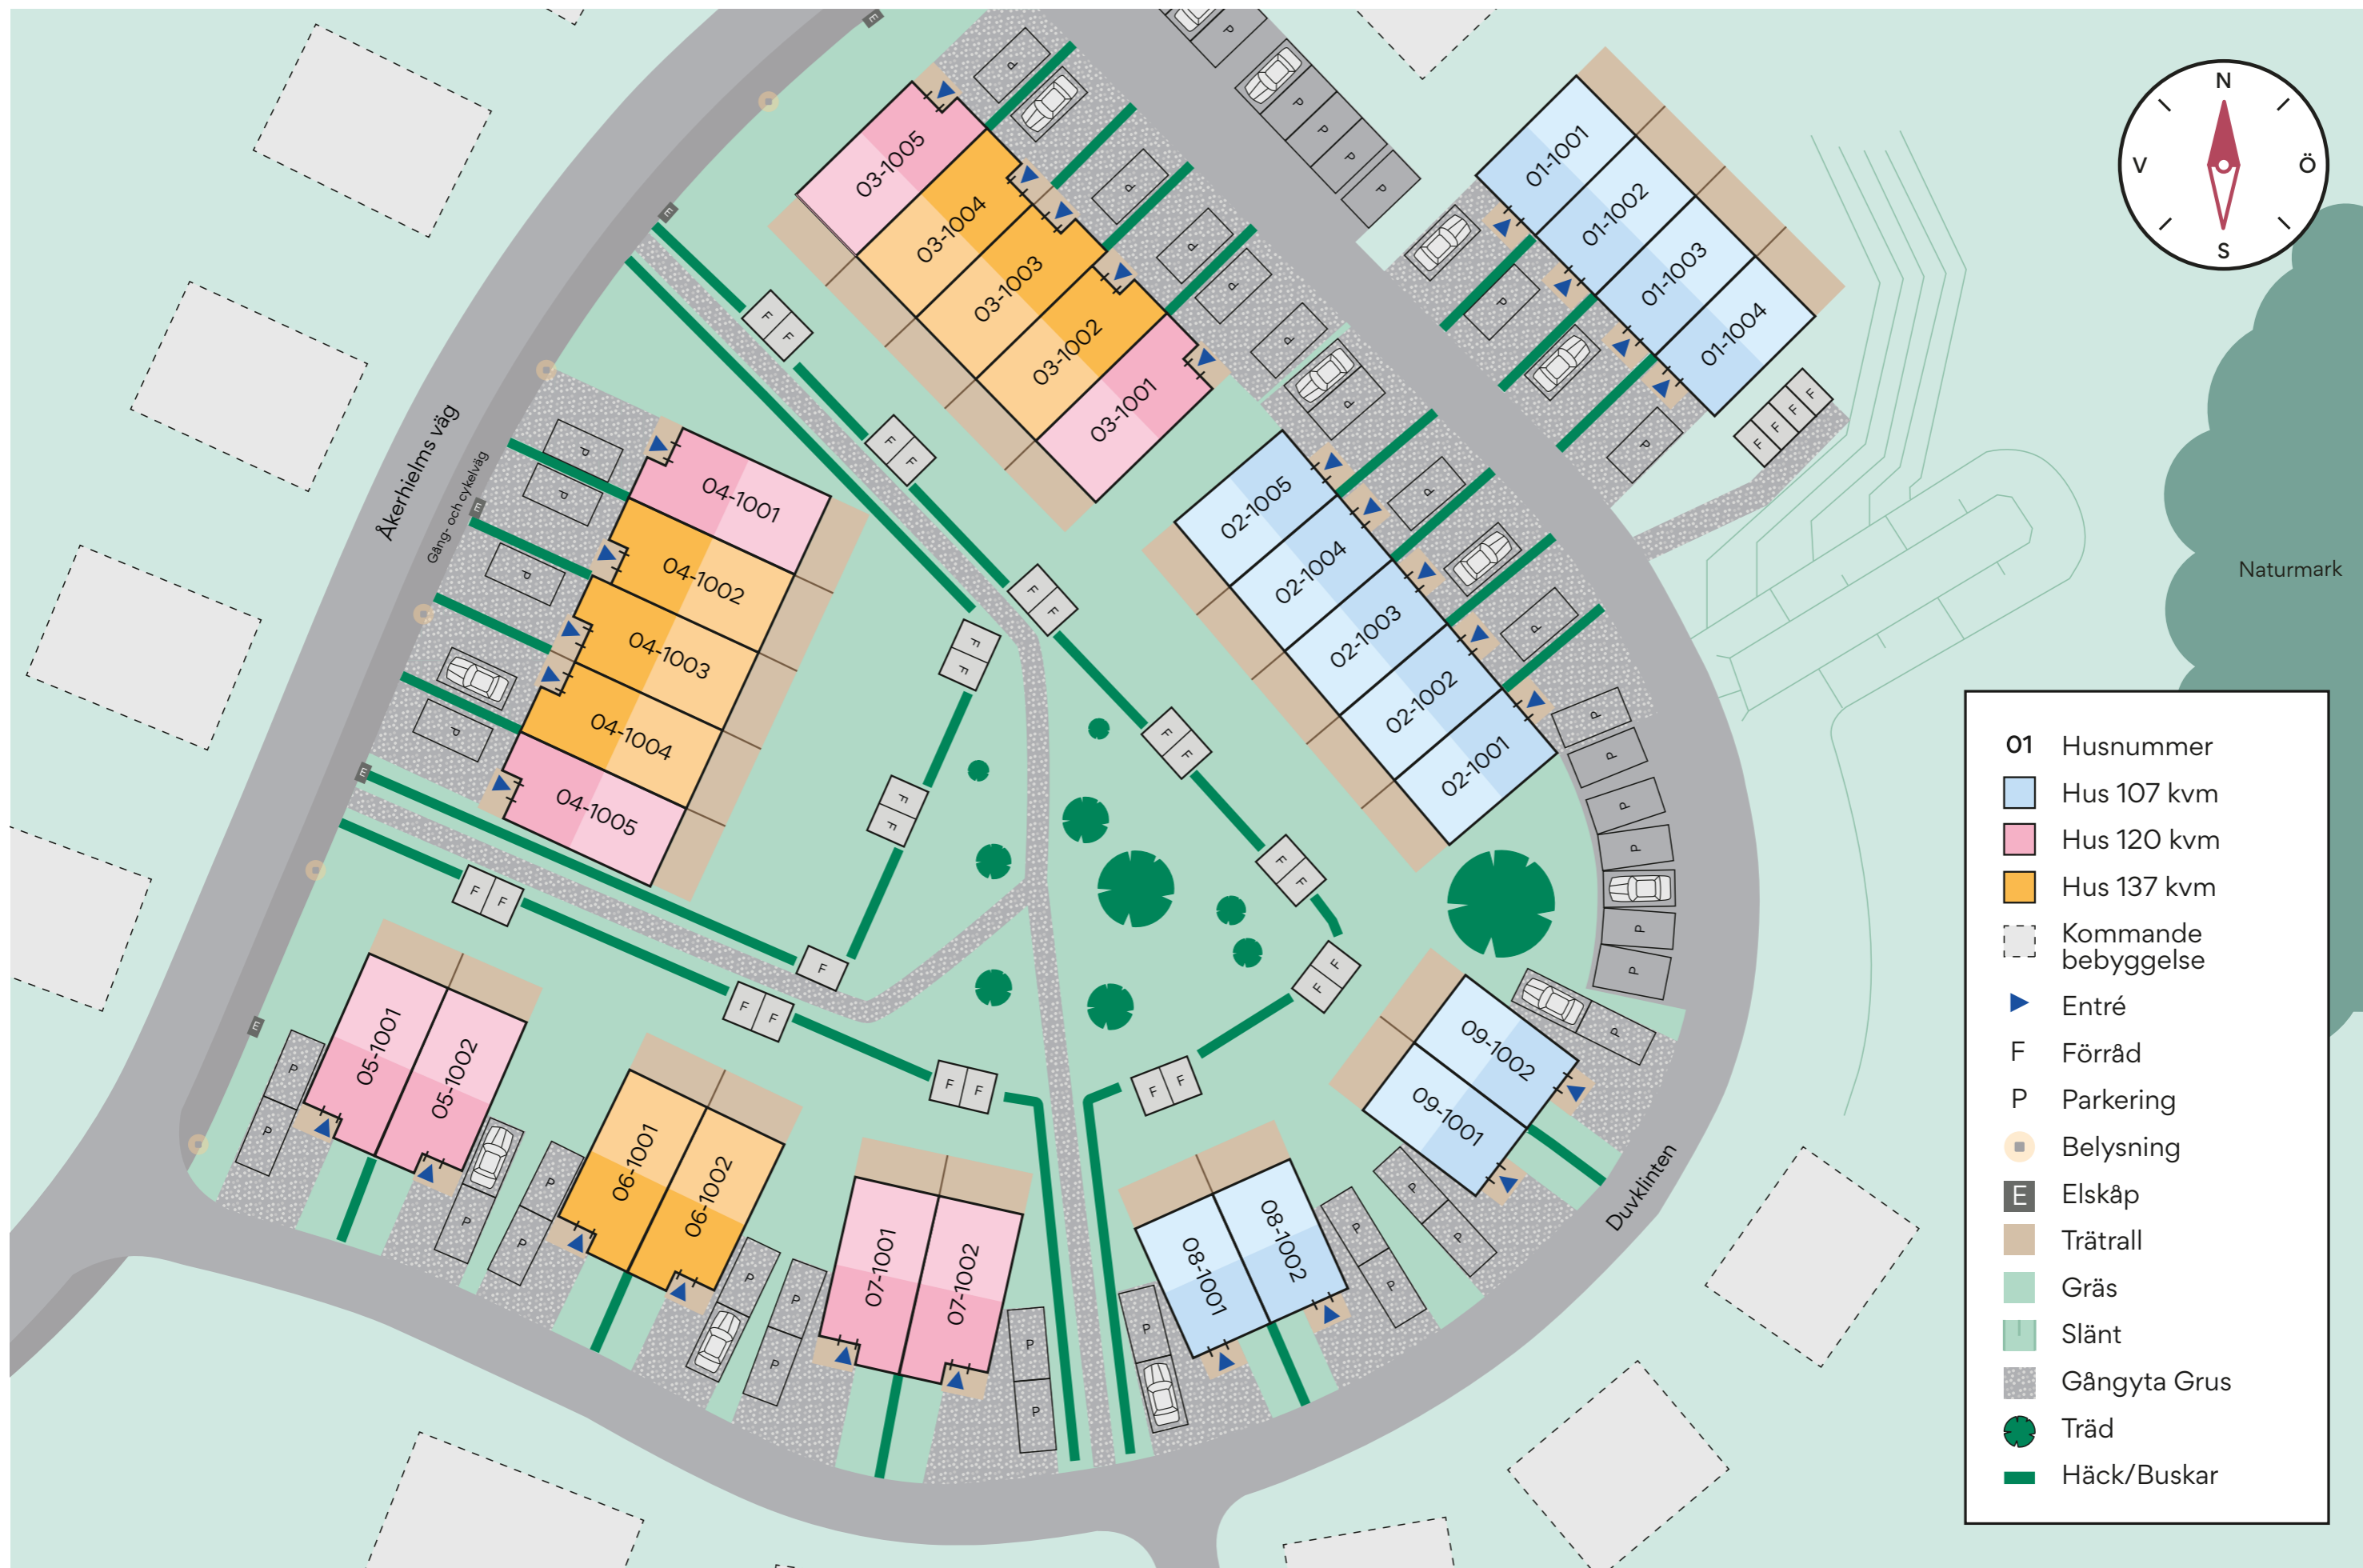 P
P
P
P
P
P
N
V
Ö
S
03-1005
03-1004
03-1003
03-1002
03-1001
P
P
P
P
P
P
01-1001
01-1002
01-1003
01-1004
P
P
F F F F
E
E
F F
F F
F F
F F
F F
F
F
F F
Åkerhielms väg
Gång- och cykelväg
E
E
E
P
P
P
P
04-1001
04-1002
04-1003
04-1004
04-1005
F
F
F
F
F
02-1005
02-1004
02-1003
02-1002
02-1001
P
P
P
P
P
P
P
P
Naturmark
F F
F F
F F
05-1001
05-1002
P
P
P
06-1001
06-1002
P
P
P
07-1001
07-1002
P
P
P
P
08-1001
08-1002
P
P
P
09-1002
09-1001
P
P
P
Duvklinten
01 Husnummer
Hus 107 kvm
Hus 120 kvm
Hus 137 kvm
Kommande
bebyggelse
Entré
F Förråd
P Parkering
Belysning
E Elskåp
Trätrall
Gräs
Slänt
Gångyta Grus
Träd
Häck/Buskar